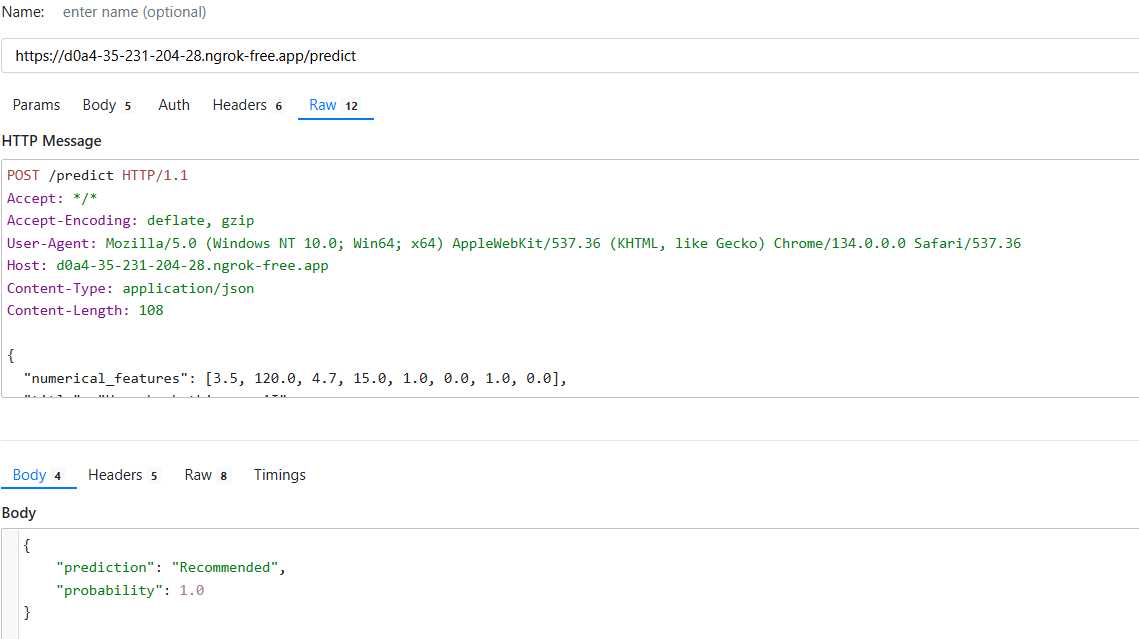 Name: enter name (optional)
https://d0a4-35-231-204-28.ngrok-free.app/predict
Params Body 5 Auth Headers 6 Raw 12
HTTP Message
POST /predict HTTP/1.1
Accept: */*
Accept-Encoding: deflate, gzip
User-Agent: Mozilla/5.0 (Windows NT 10.0; Win64; x64) AppleWebKit/537.36 (KHTML, like Gecko) Chrome/134.0.0.0 Safari/537.36
Host: d0a4-35-231-204-28.ngrok-free.app
Content-Type: application/json
Content-Length: 108
{
"numerical_features": [3.5, 120.0, 4.7, 15.0, 1.0, 0.0, 1.0, 0.0],
Body 4 Headers 5 Raw 8 Timings
Body
{
"prediction": "Recommended",
"probability": 1.0
}